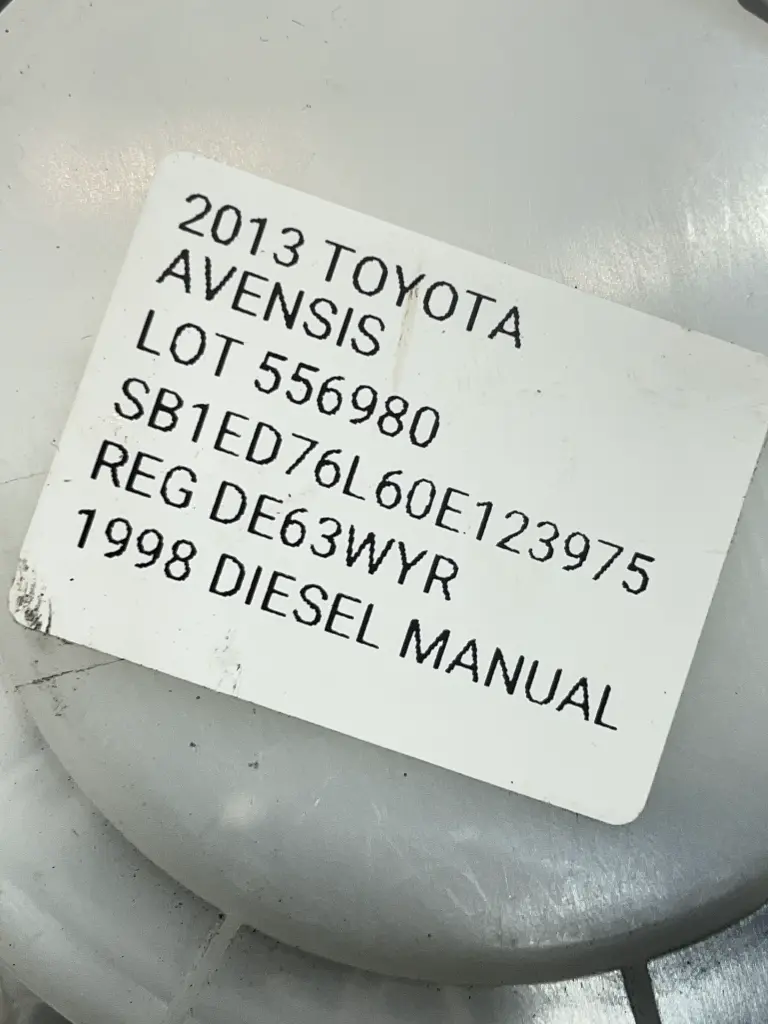 2013 TOYOTA
AVENSIS
LOT 556980
SB1ED76L60E123975
REG DE63WYR
1998 DIESEL MANUAL